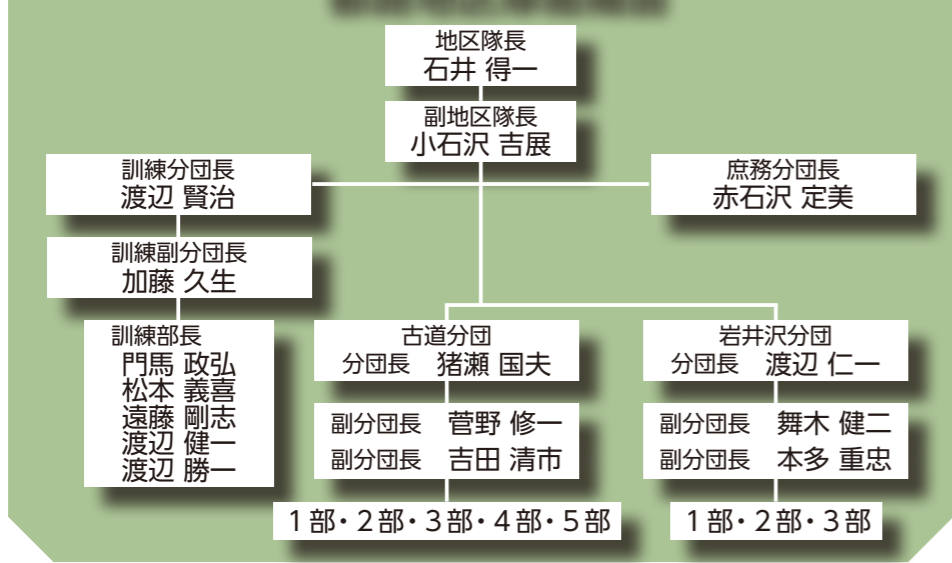 地区隊長
石井 得一
副地区隊長
小石沢 吉展
訓練分団長
渡辺 賢治
庶務分団長
赤石沢 定美
訓練副分団長
加藤 久生
訓練部長
門馬 政弘
松本 義喜
遠藤 剛志
渡辺 健一
渡辺 勝一
古道分団
分団長 猪瀬 国夫
副分団長 菅野 修一
副分団長 吉田 清市
1部・2部・3部・4部・5部
岩井沢分団
分団長 渡辺 仁一
副分団長 舞木 健二
副分団長 本多 重忠
1部・2部・3部